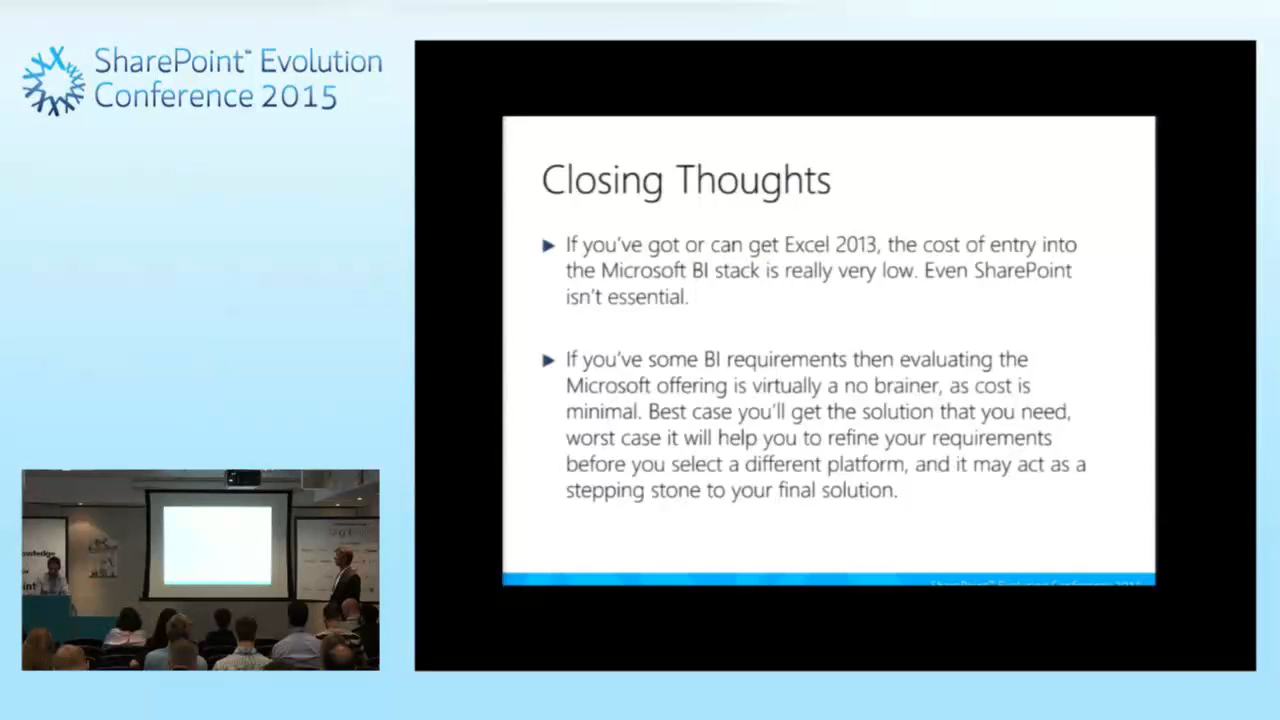 SharePoint™ Evolution
Conference 2015
Closing Thoughts
If you've got or can get Excel 2013, the cost of entry into
the Microsoft BI stack is really very low. Even SharePoint
isn't essential.
If you've some BI requirements then evaluating the
Microsoft offering is virtually a no brainer, as cost is
minimal. Best case you'll get the solution that you need,
worst case it will help you to refine your requirements
before you select a different platform, and it may act as a
stepping stone to your final solution.
SharePoint™ Evolution Conference 2015